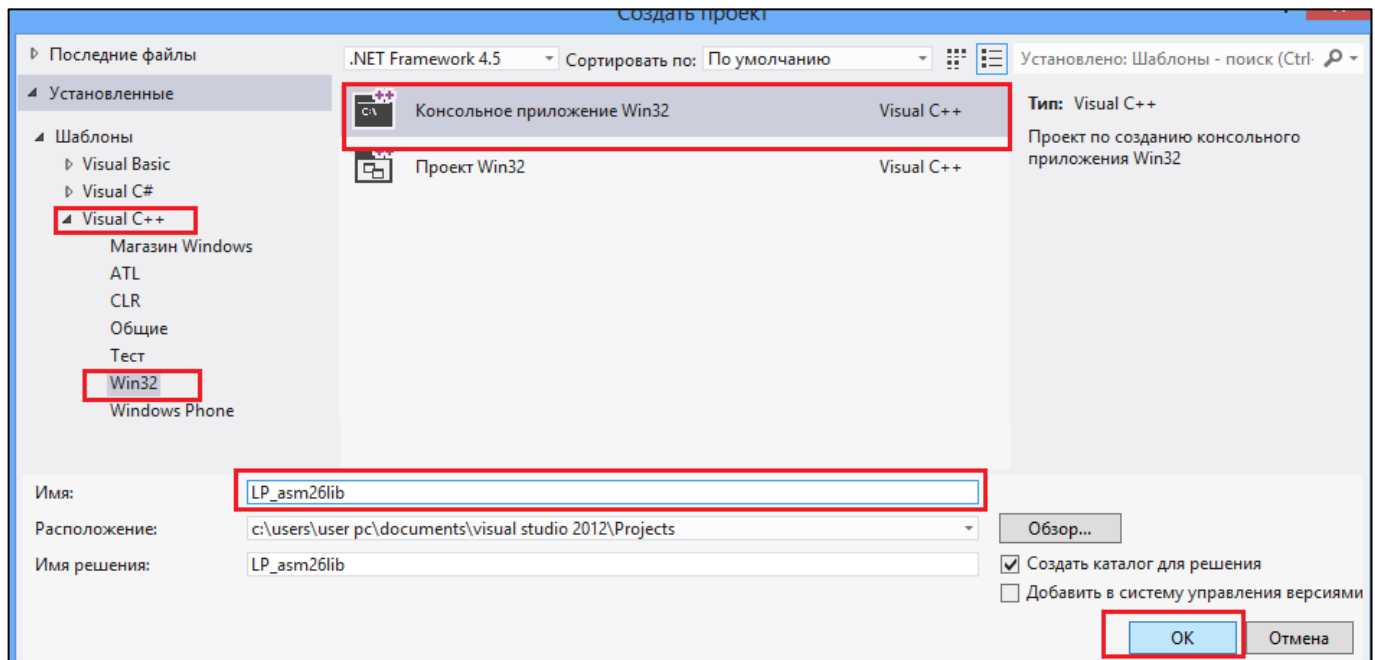 Создать проект
Последние файлы
Установленные
Шаблоны
Visual Basic
Visual C#
Visual C++
Магазин Windows
ATL
CLR
Общие
Тест
Win32
Windows Phone
.NET Framework 4.5 Сортировать по: По умолчанию
Консольное приложение Win32 Visual C++
Проект Win32 Visual C++
Установлено: Шаблоны - поиск (Ctrl-
Тип: Visual C++
Проект по созданию консольного
приложения Win32
Имя: LP_asm26lib
Расположение: c:\users\user pc\documents\visual studio 2012\Projects
Обзор...
Имя решения: LP_asm26lib
Создать каталог для решения
Добавить в систему управления версиями
OK Отмена